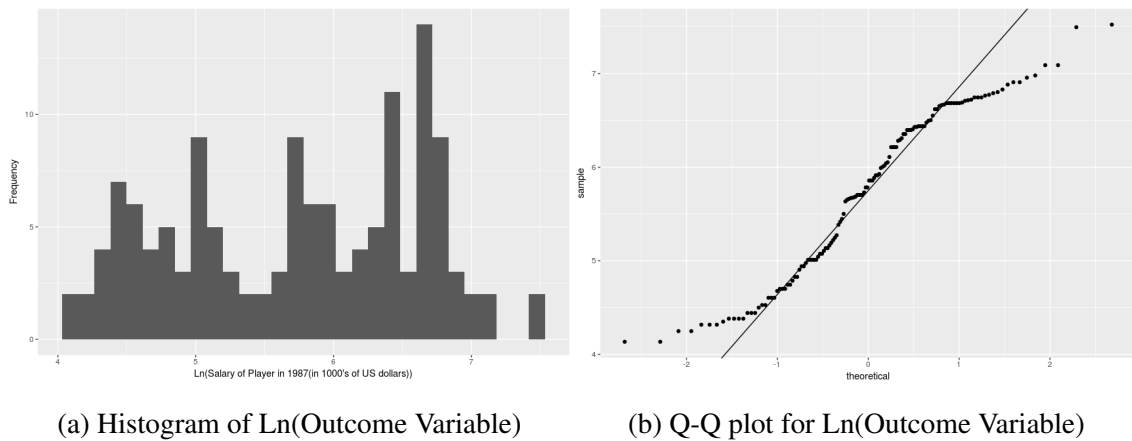 10
5
0
Frequency
4
5
6
7
Ln(Salary of Player in 1987(in 1000's of US dollars))
(a) Histogram of Ln(Outcome Variable)
7
6
5
4
sample
-2
-1
0
1
2
theoretical
(b) Q-Q plot for Ln(Outcome Variable)